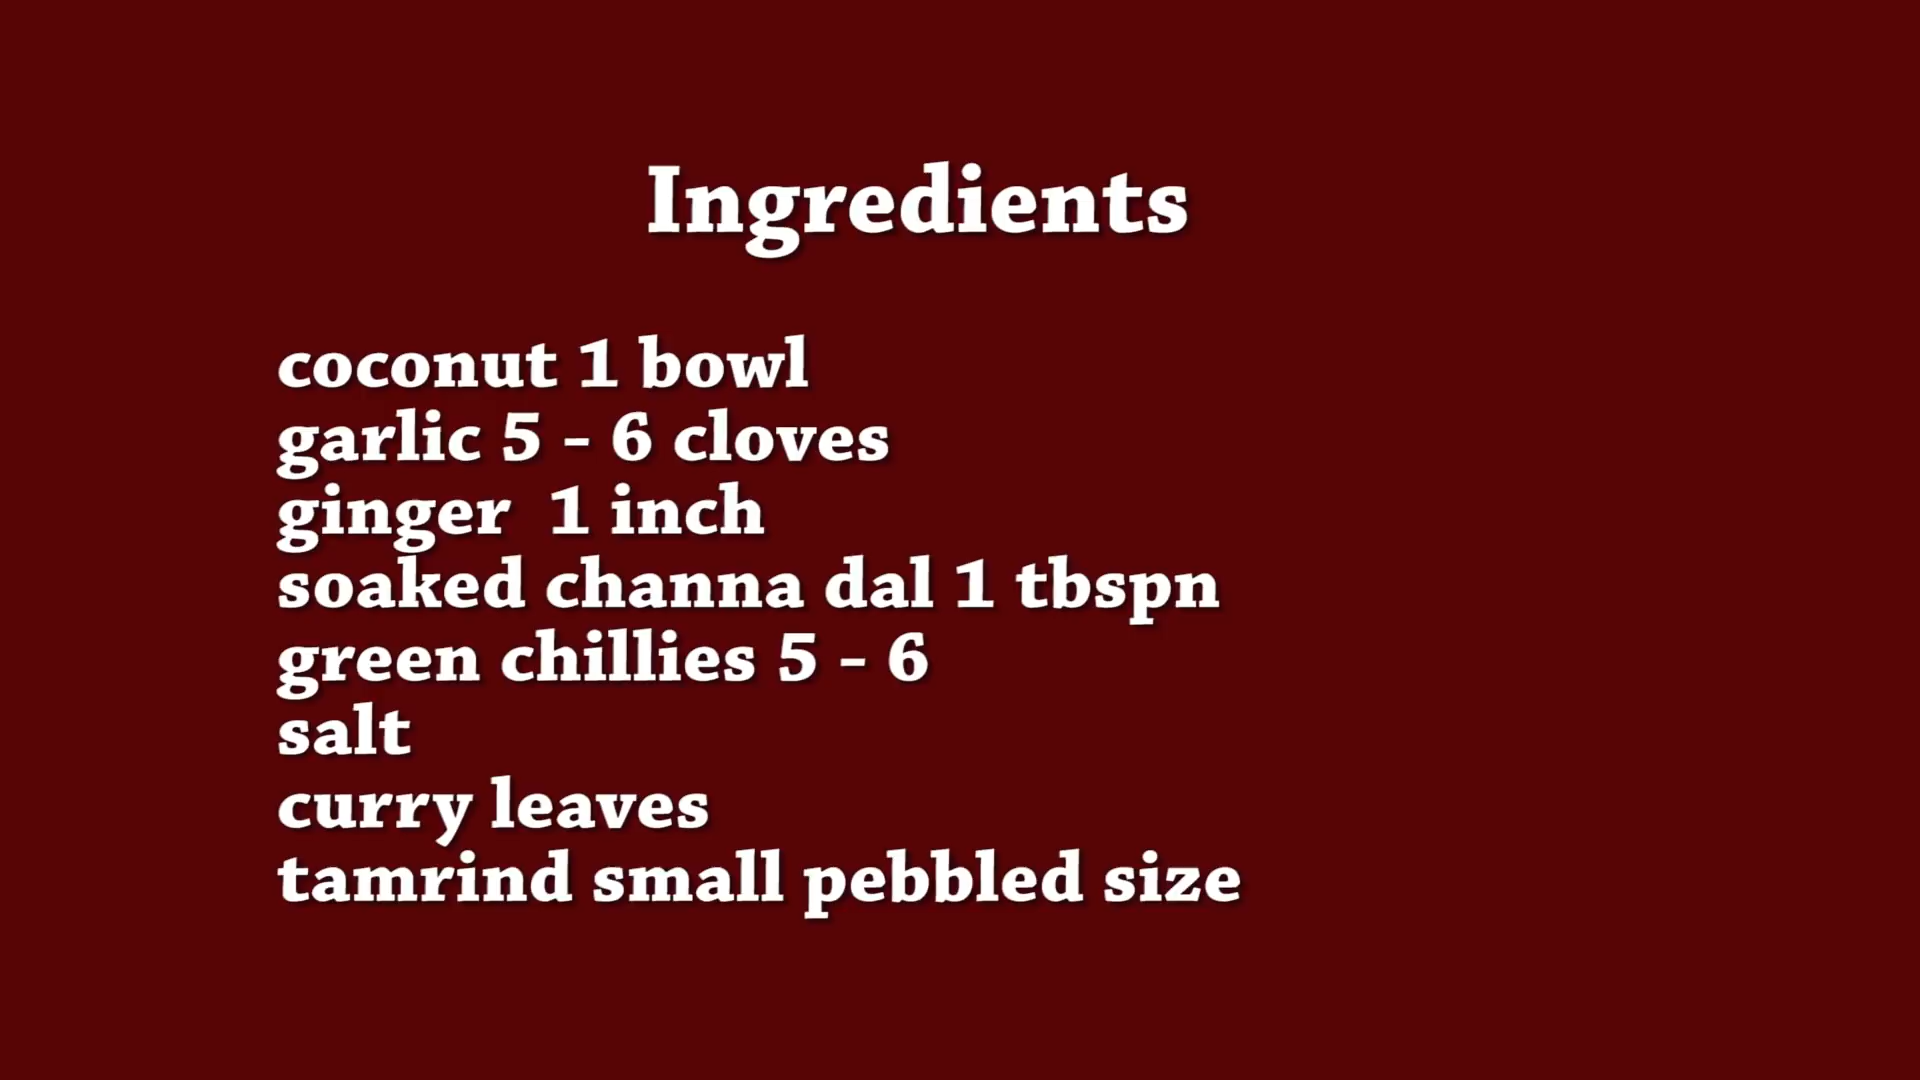 Ingredients
coconut 1 bowl
garlic 5 - 6 cloves
ginger  1 inch
soaked channa dal 1 tbspn
green chillies 5 - 6
salt
curry leaves
tamrind small pebbled size